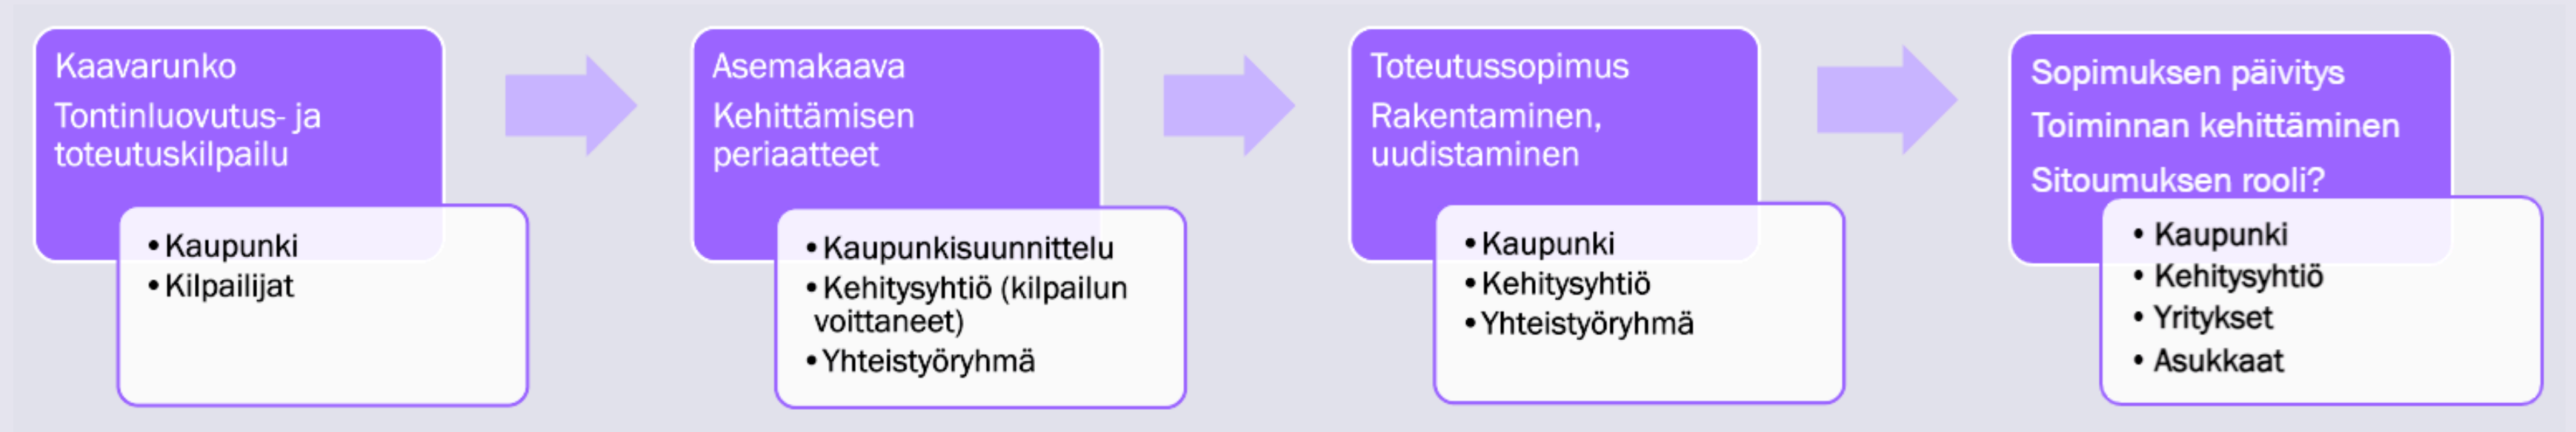 Kaavarunko
Tontinluovutus- ja
toteutuskilpailu
•Kaupunki
•Kilpailijat
Asemakaava
Kehittämisen
periaatteet
•Kaupunkisuunnittelu
•Kehitysyhtiö (kilpailun
voittaneet)
•Yhteistyöryhmä
Toteutussopimus
Rakentaminen,
uudistaminen
•Kaupunki
•Kehitysyhtiö
•Yhteistyöryhmä
Sopimuksen päivitys
Toiminnan kehittäminen
Sitoumuksen rooli?
• Kaupunki
• Kehitysyhtiö
• Yritykset
• Asukkaat